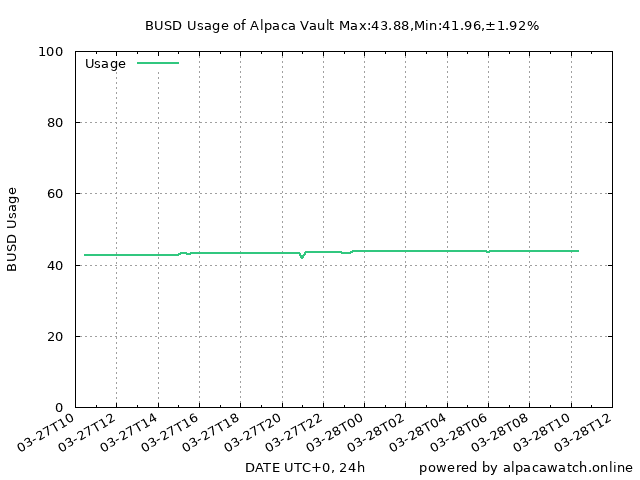 BUSD Usage of Alpaca Vault Max:43.88,Min:41.96,±1.92%
Usage
100
80
60
40
20
0
BUSD Usage
03-27T10
03-27T12
03-27T14
03-27T16
03-27T18
03-27T20
03-27T22
03-28T00
03-28T02
03-28T04
03-28T06
03-28T08
03-28T10
03-28T12
DATE UTC+0, 24h
powered by alpacawatch.online